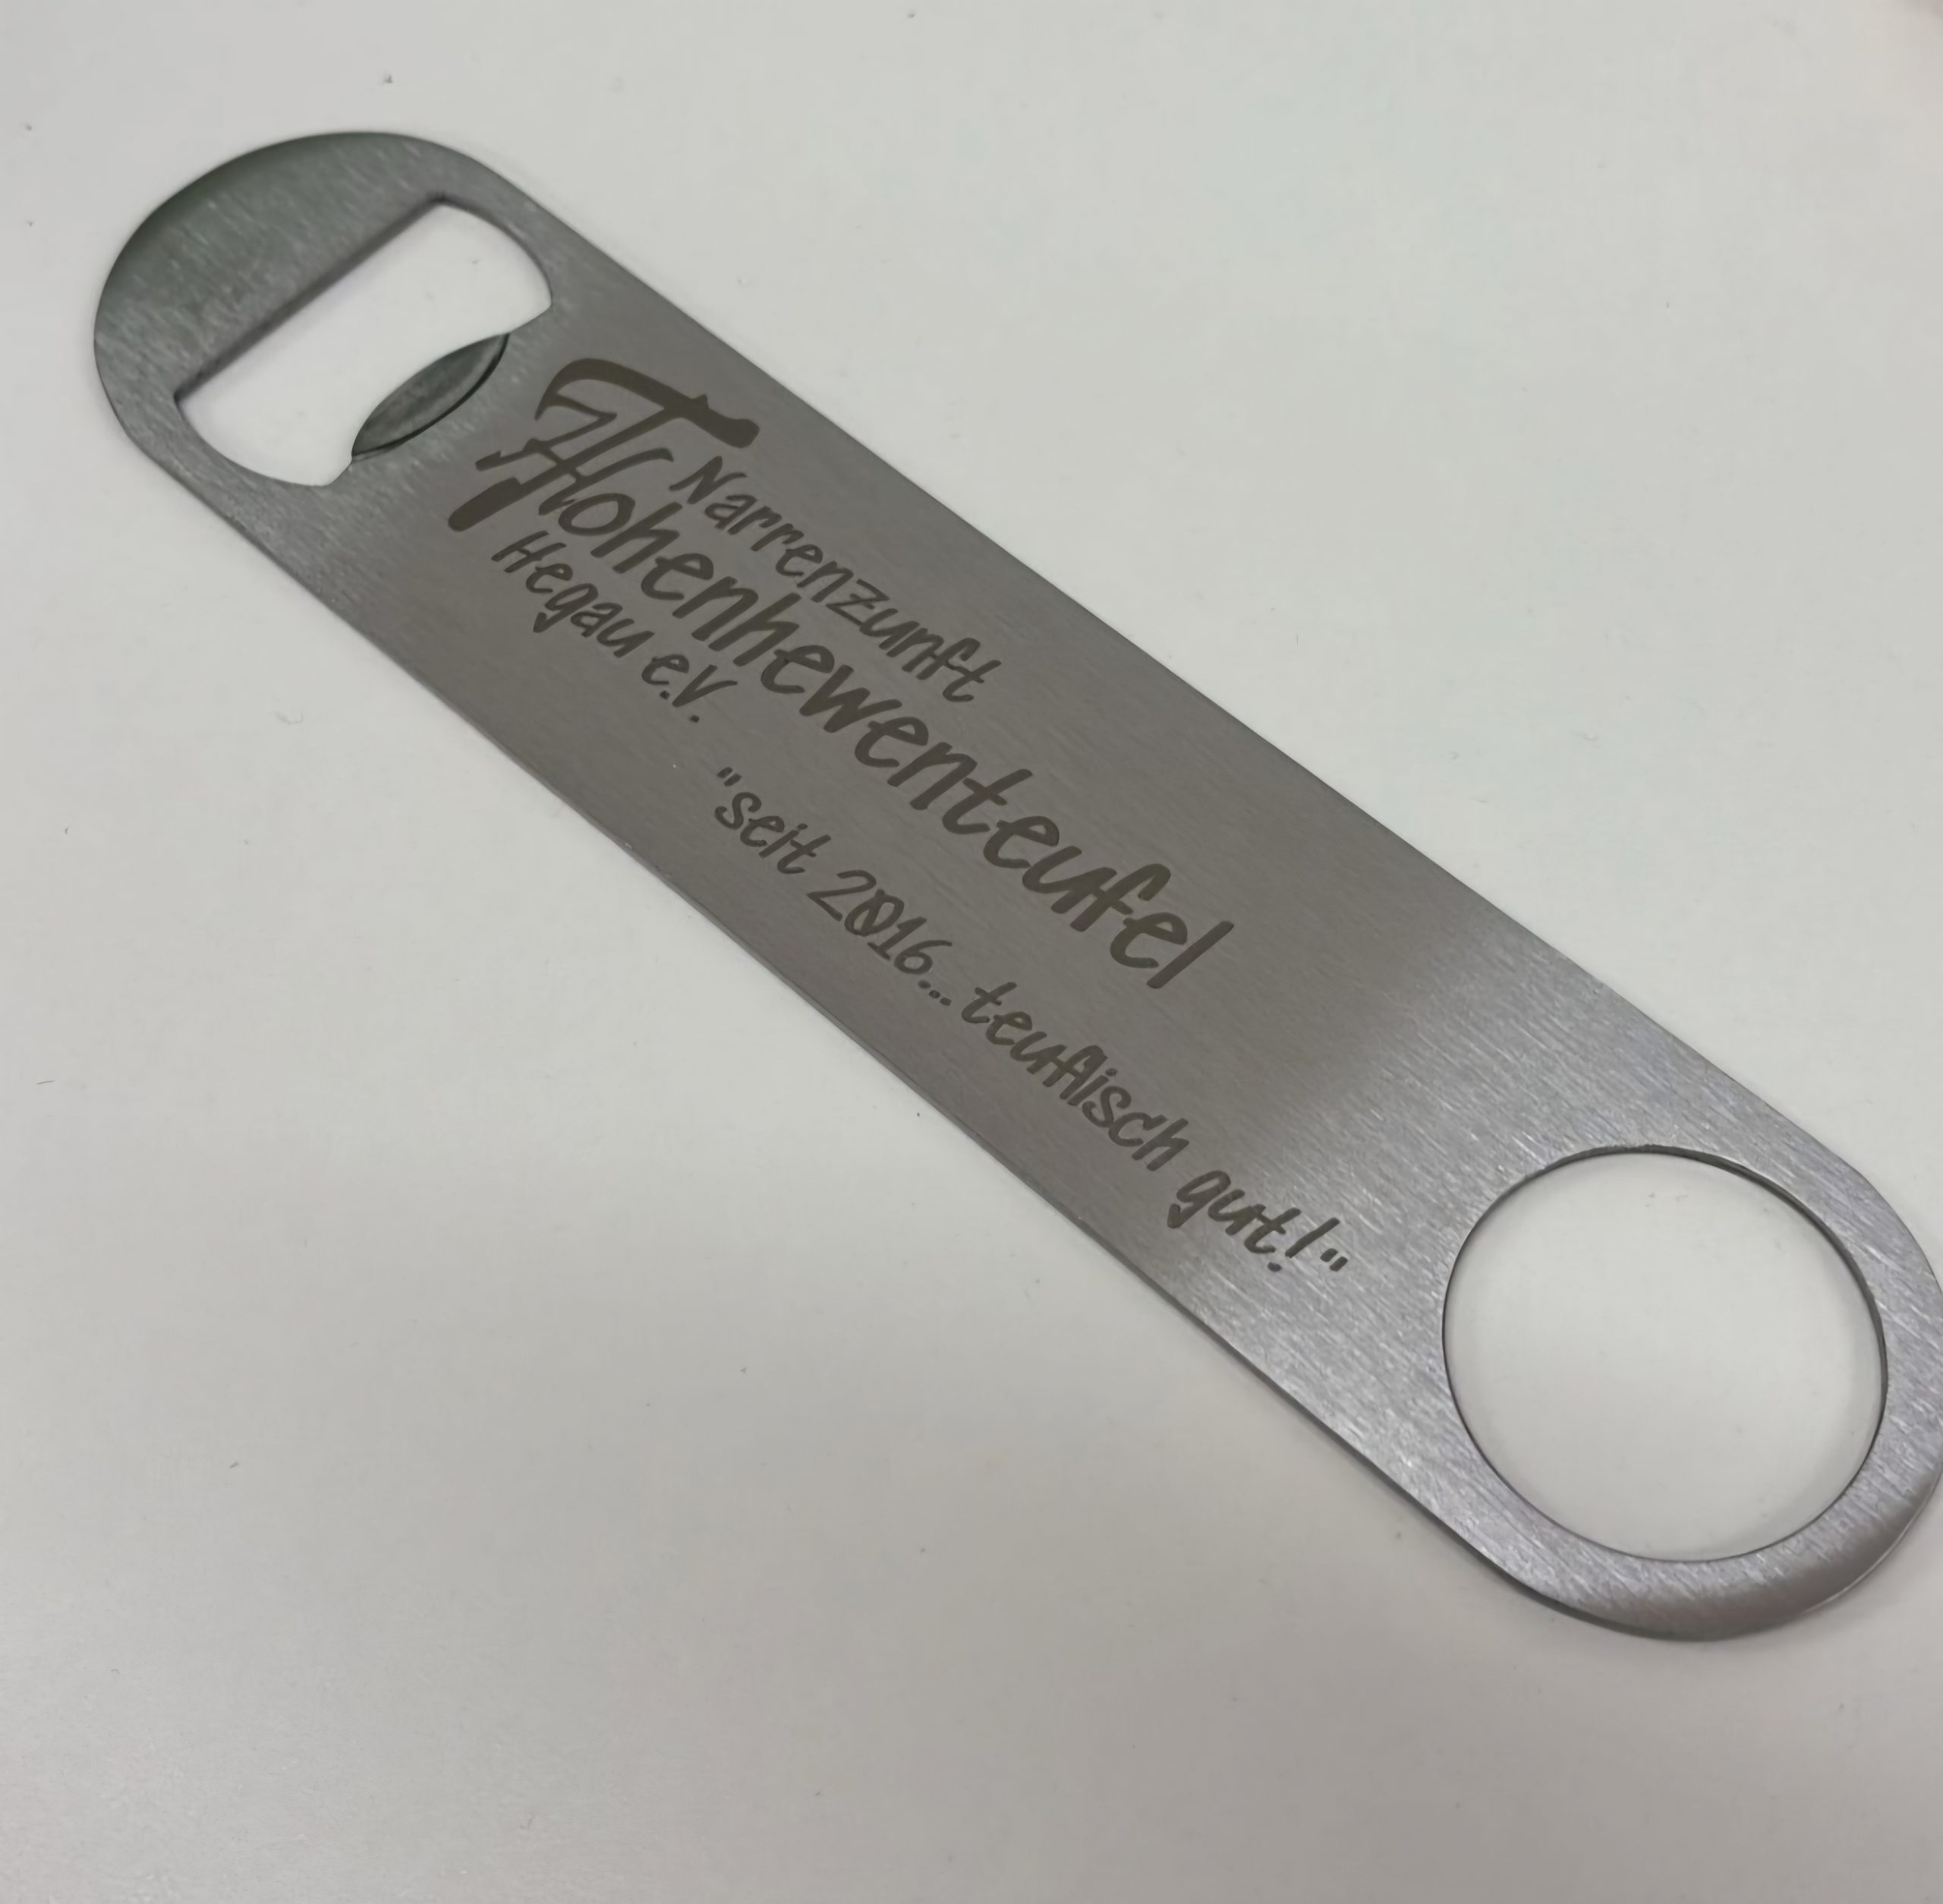 Narrenzunft
Hohenhewenteufel
Hegau e.V.
"seit 2016... teuflisch gut!"